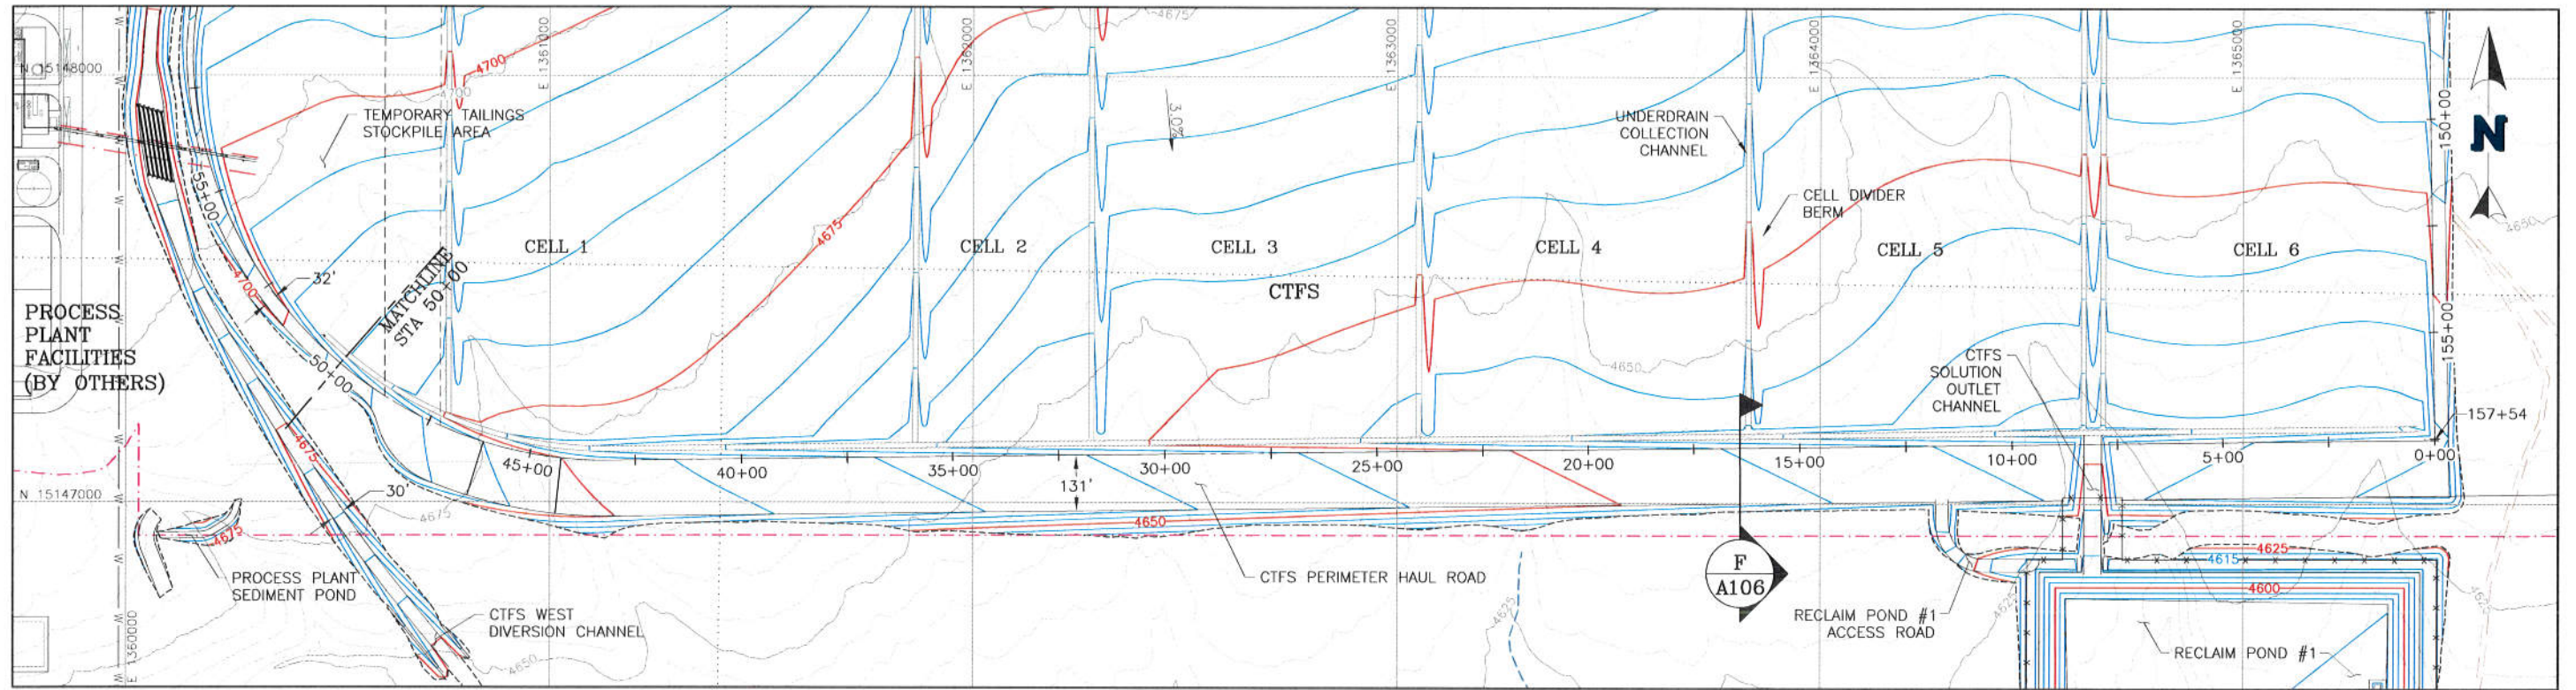 N 15148000
E 1361000
E 1362000
4675
E 1363000
E 1364000
E 1365000
4700
4700
TEMPORARY TAILINGS
STOCKPILE AREA
3.0%
UNDERDRAIN
COLLECTION
CHANNEL
150+00
N
55+00
CELL DIVIDER
BERM
4650
4675
CELL 1
CELL 2
CELL 3
CELL 4
CELL 5
CELL 6
32'
4700
CTFS
MATCHLINE
STA 50+00
PROCESS
PLANT
FACILITIES
(BY OTHERS)
50+00
4650
CTFS
SOLUTION
OUTLET
CHANNEL
155+00
157+54
4675
45+00
40+00
35+00
30+00
25+00
20+00
15+00
10+00
5+00
0+00
131'
N 15147000
30'
4675
4650
4675
PROCESS PLANT
SEDIMENT POND
CTFS PERIMETER HAUL ROAD
F
A106
4625
4615
4600
CTFS WEST
DIVERSION CHANNEL
4625
4625
4625
RECLAIM POND #1
ACCESS ROAD
RECLAIM POND #1
E 1360000
4650
W W W W W W W W W W